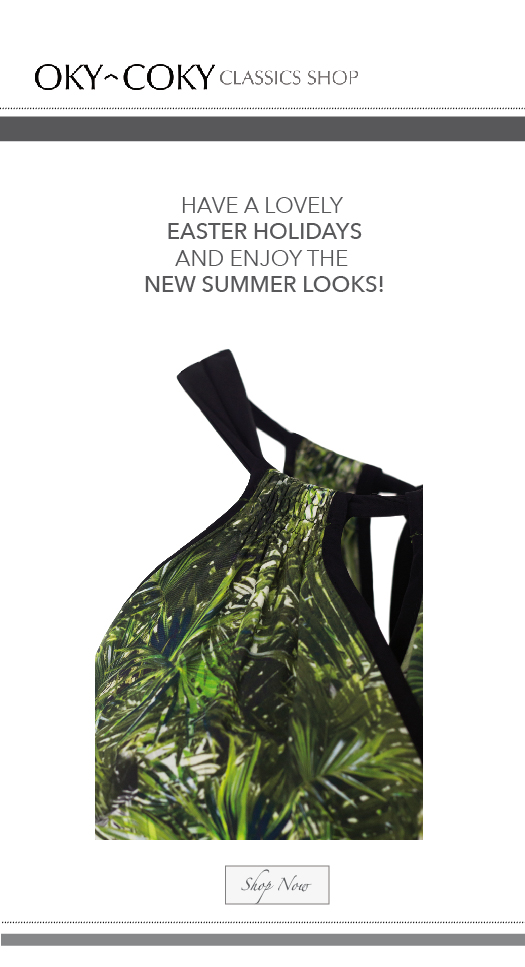 OKY^COKY CLASSICS SHOP
HAVE A LOVELY
EASTER HOLIDAYS
AND ENJOY THE
NEW SUMMER LOOKS!
Shop Now